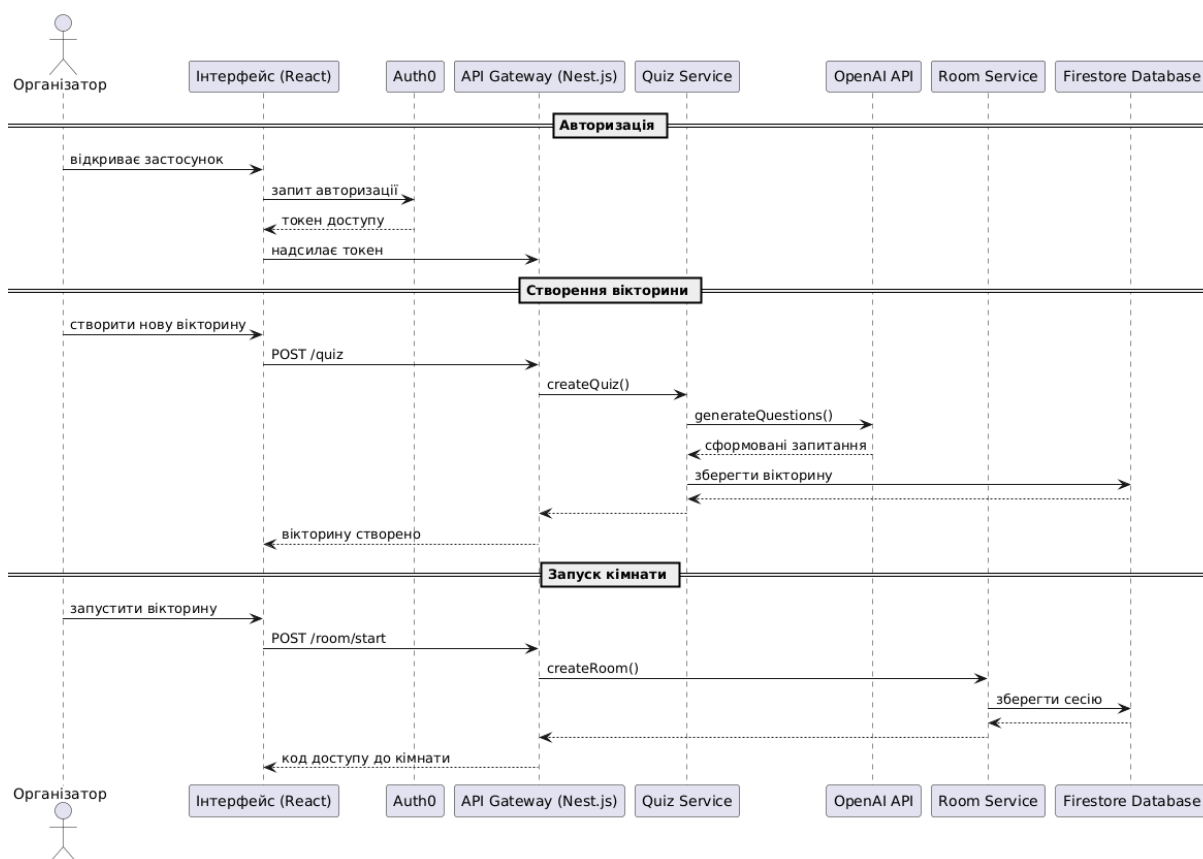 Організатор
Інтерфейс (React)
Auth0
API Gateway (Nest.js)
Quiz Service
OpenAI API
Room Service
Firestore Database
Авторизація
відкриває застосунок
запит авторизації
токен доступу
надсилає токен
Створення вікторини
створити нову вікторину
POST /quiz
createQuiz()
generateQuestions()
сформовані запитання
зберегти вікторину
вікторину створено
Запуск кімнати
запустити вікторину
POST /room/start
createRoom()
зберегти сесію
код доступу до кімнати
Організатор
Інтерфейс (React)
Auth0
API Gateway (Nest.js)
Quiz Service
OpenAI API
Room Service
Firestore Database